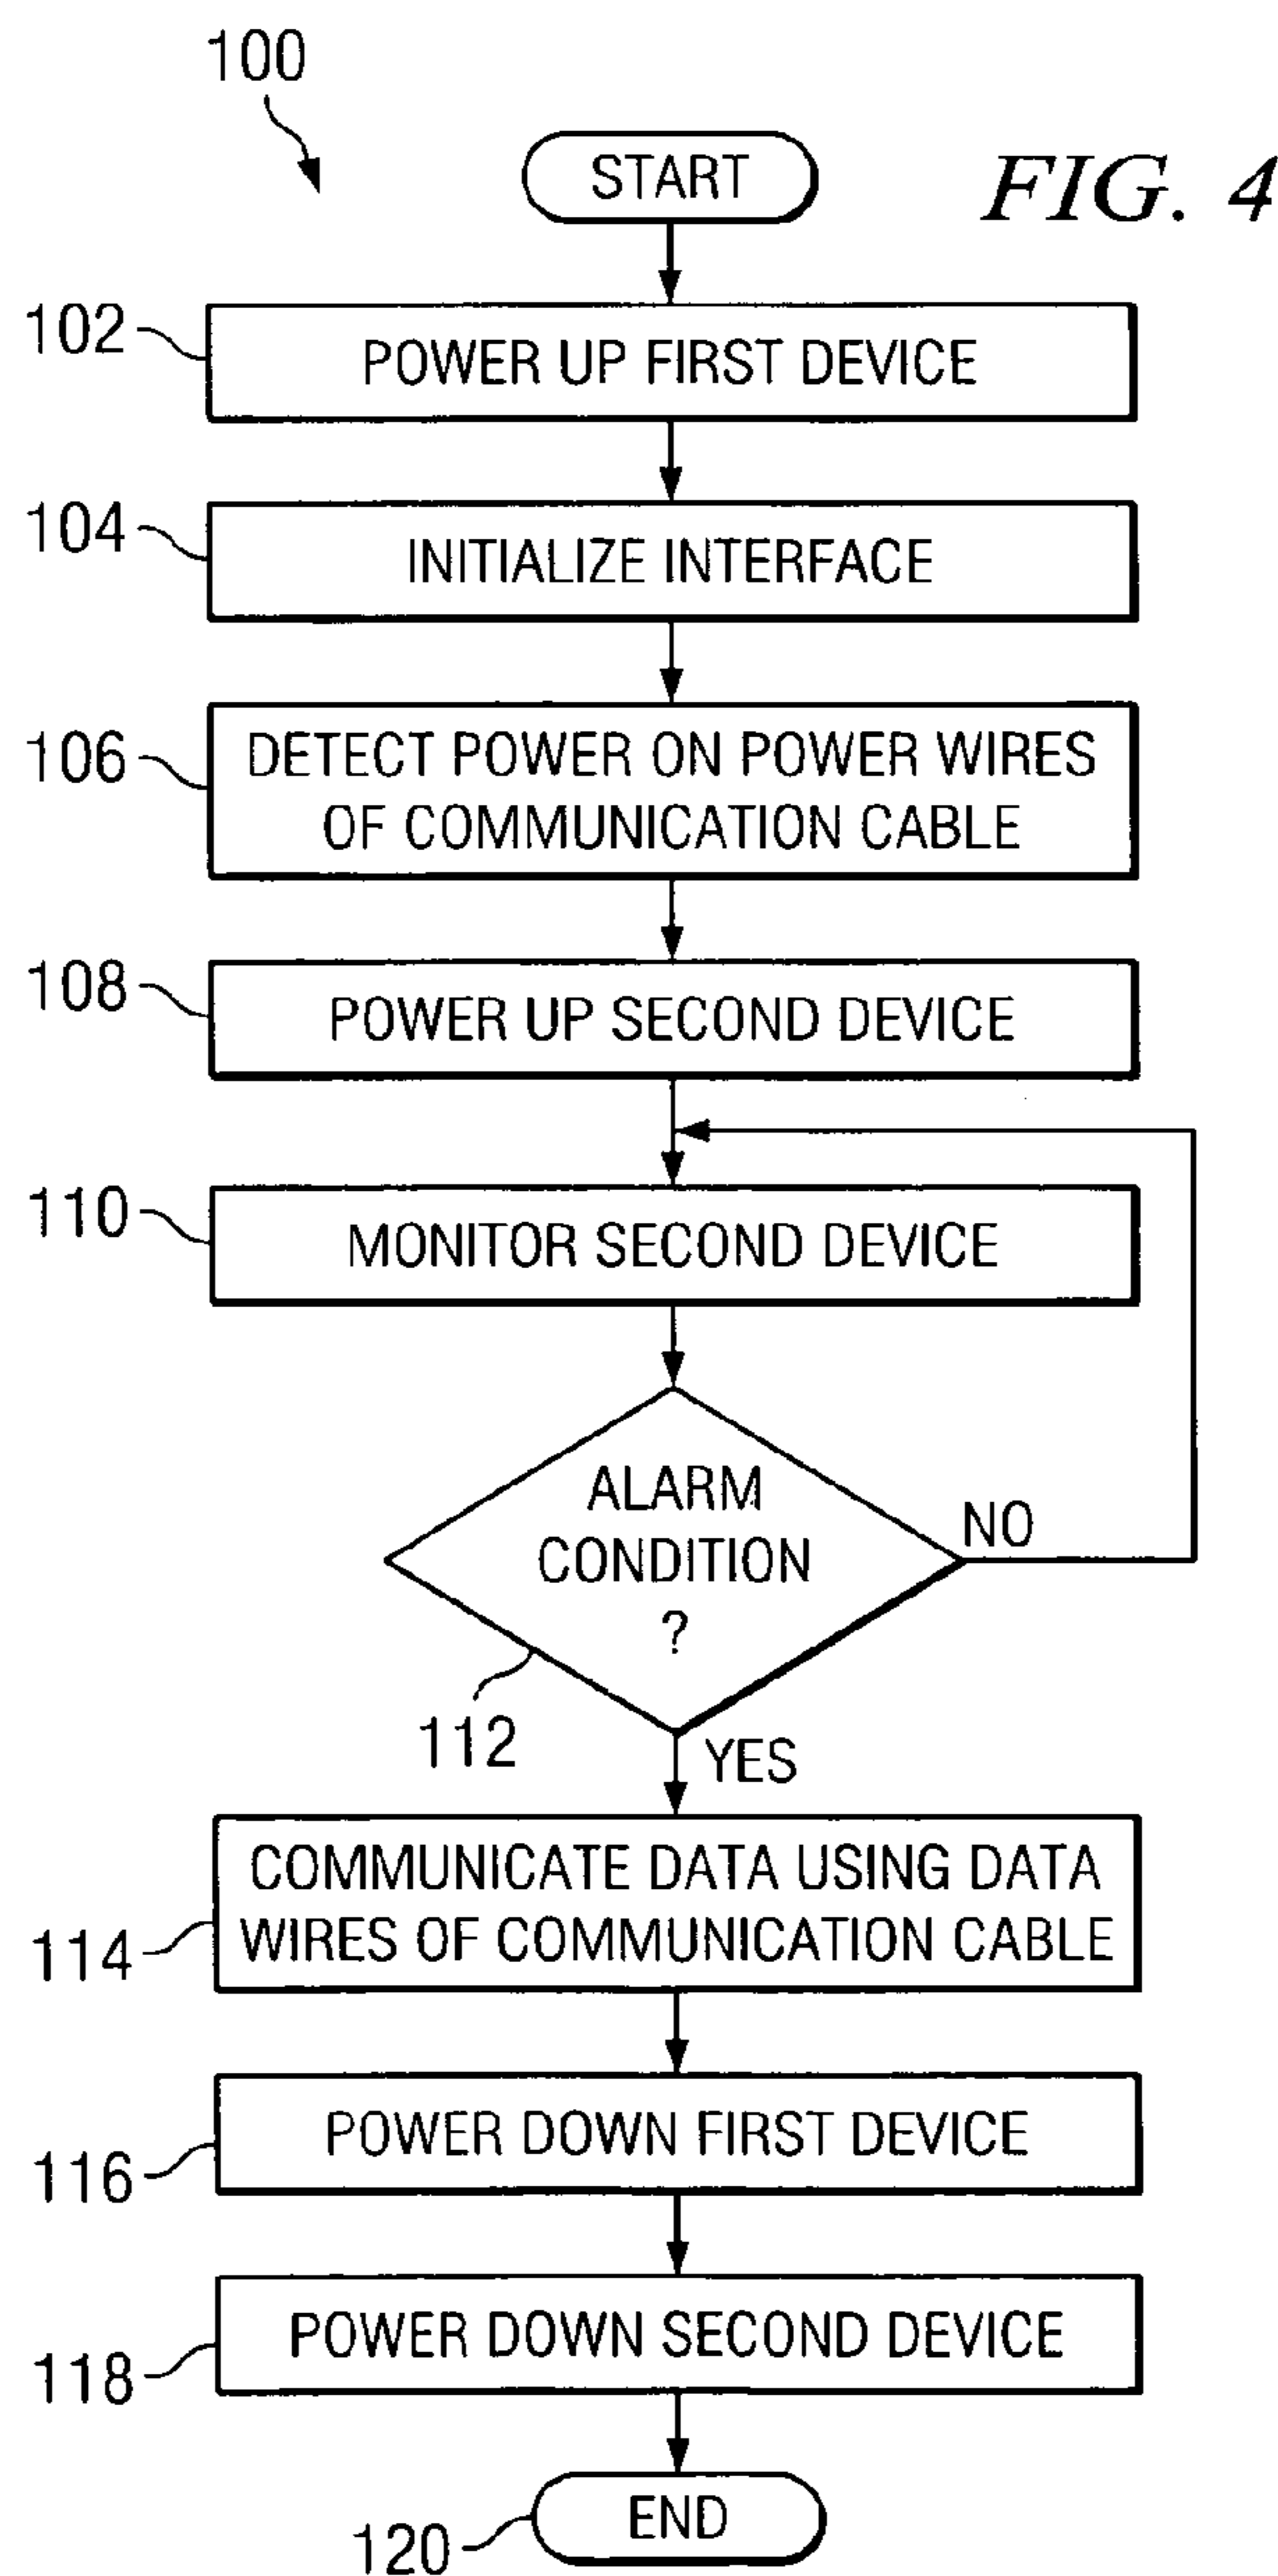 100
START
FIG. 4
102
POWER UP FIRST DEVICE
104
INITIALIZE INTERFACE
106
DETECT POWER ON POWER WIRES
OF COMMUNICATION CABLE
108
POWER UP SECOND DEVICE
110
MONITOR SECOND DEVICE
ALARM
CONDITION
?
NO
112
YES
COMMUNICATE DATA USING DATA
WIRES OF COMMUNICATION CABLE
114
POWER DOWN FIRST DEVICE
116
POWER DOWN SECOND DEVICE
118
END
120